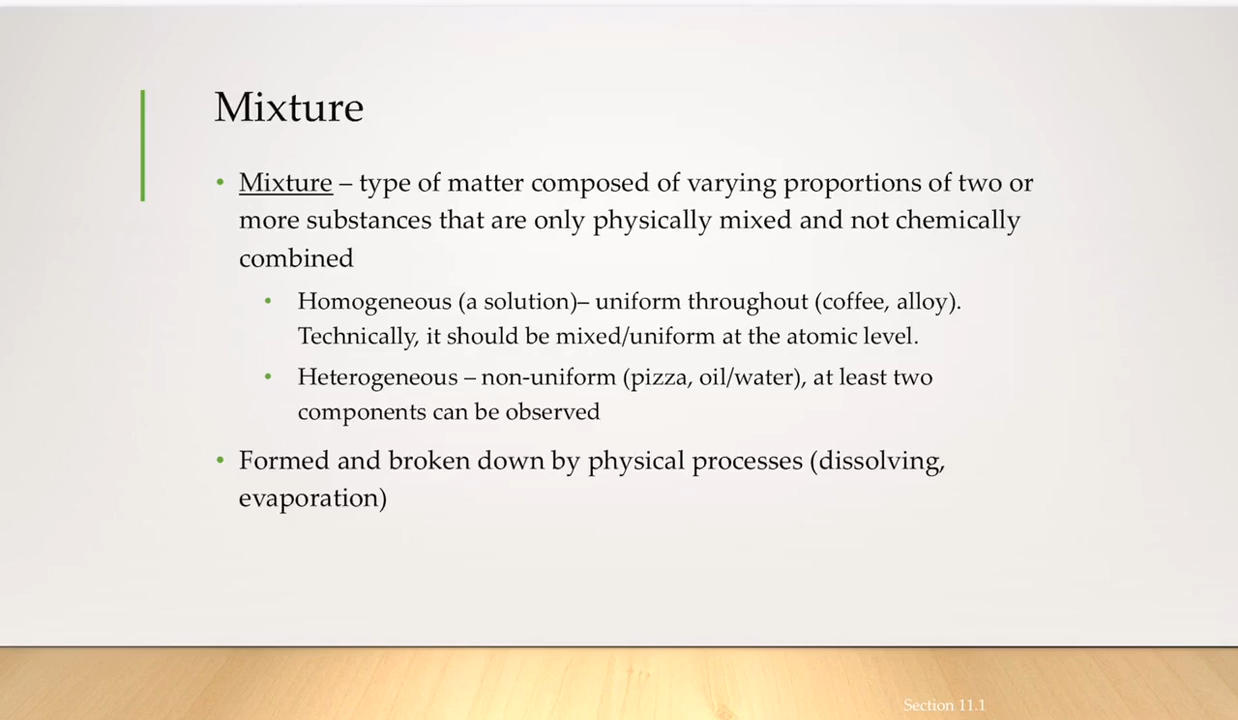 Mixture
• Mixture – type of matter composed of varying proportions of two or
more substances that are only physically mixed and not chemically
combined
• Homogeneous (a solution)– uniform throughout (coffee, alloy).
Technically, it should be mixed/uniform at the atomic level.
• Heterogeneous – non-uniform (pizza, oil/water), at least two
components can be observed
• Formed and broken down by physical processes (dissolving,
evaporation)
Section 11.1